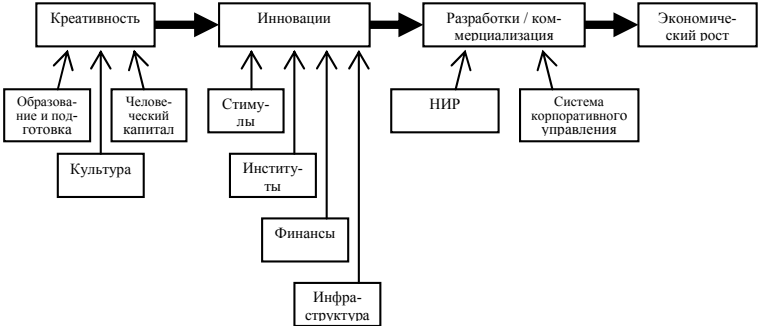 Креативность
Инновации
Разработки / ком-
мерциализация
Экономиче-
ский рост
Образова-
ние и под-
готовка
Челове-
ческий
капитал
Стиму-
лы
НИР
Система
корпоративного
управления
Культура
Институ-
ты
Финансы
Инфра-
структура